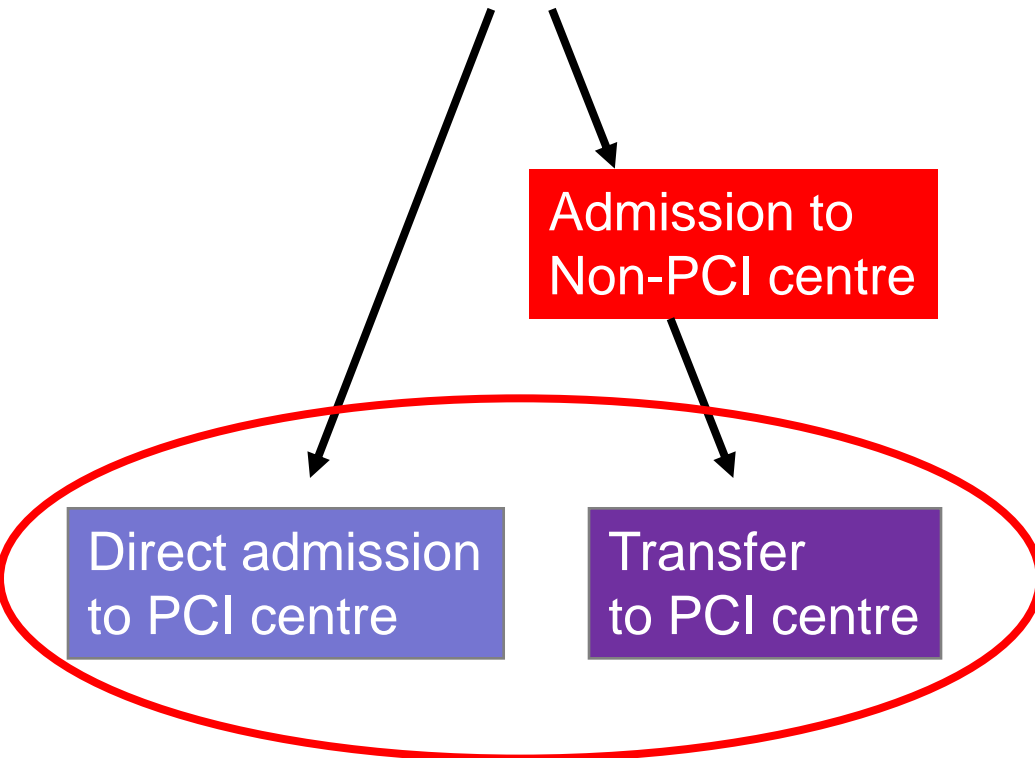 Admission to
Non-PCI centre
Direct admission
to PCI centre
Transfer
to PCI centre